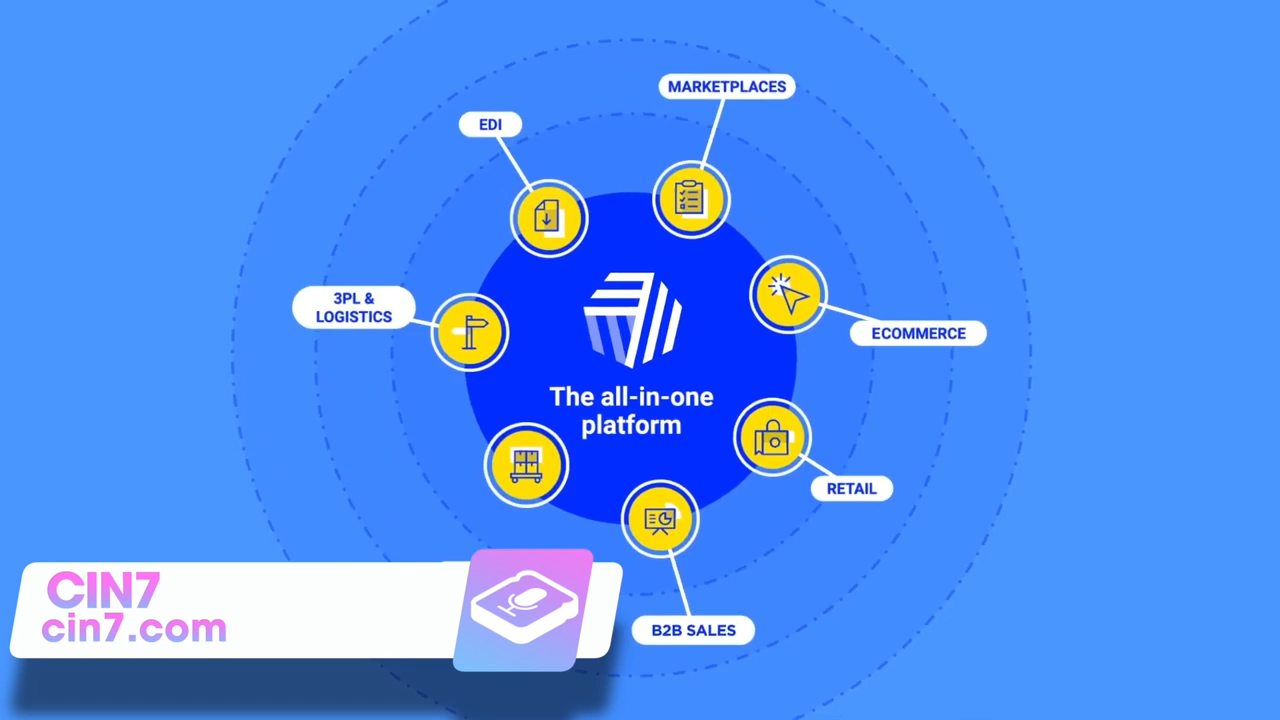 MARKETPLACES
EDI
3PL &
LOGISTICS
ECOMMERCE
The all-in-one
platform
RETAIL
B2B SALES
CIN7
cin7.com